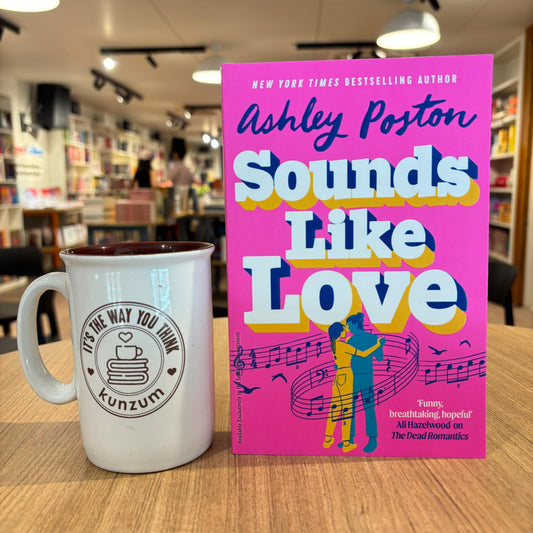 NEW YORK TIMES BESTSELLING AUTHOR
Ashley Poston
Sounds
Like
Love
'Funny,
breathtaking, hopeful'
Ali Hazelwood on
The Dead Romantics
IT'S THE WAY YOU THINK
kunzum